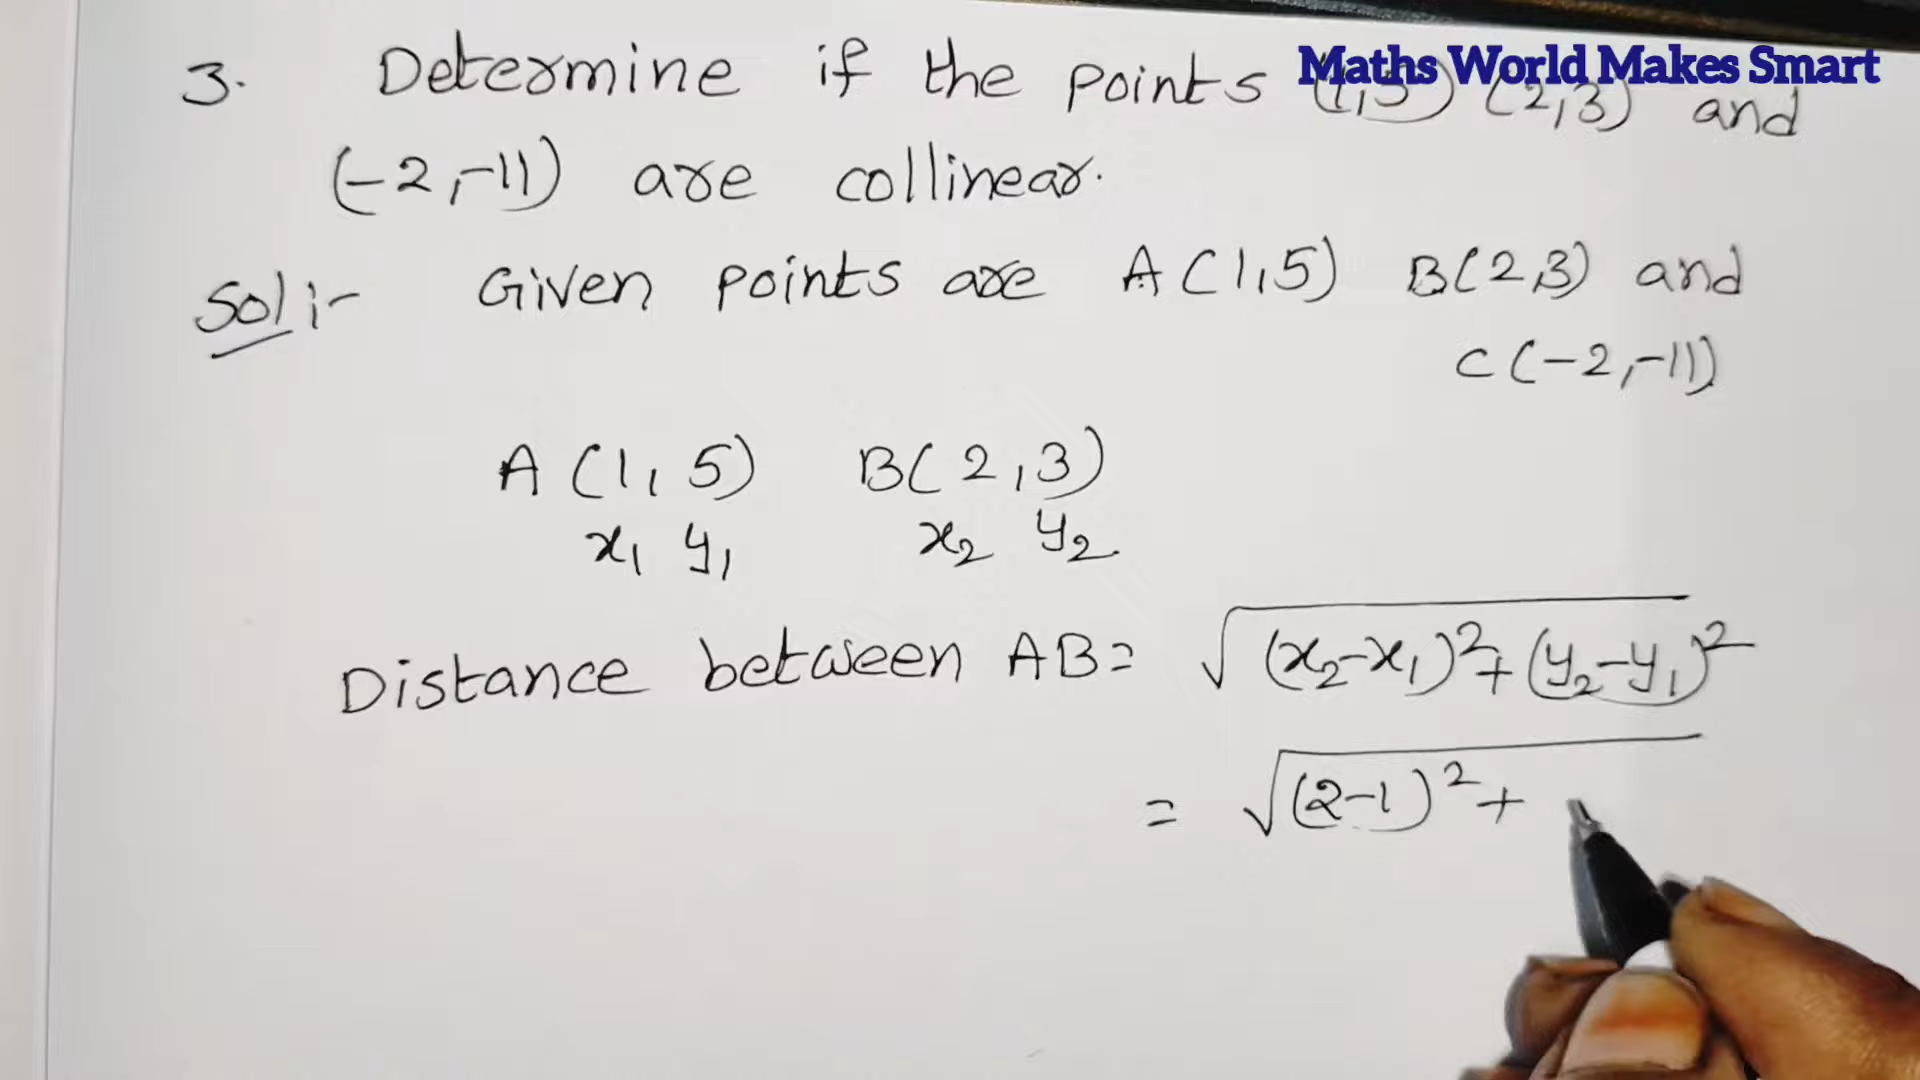 Maths World Makes Smart
3. Determine if the points (1,5) (2,3) and
(-2,-11) are collinear.
Sol:- Given points are A(1,5) B(2,3) and
C(-2,-11)
A(1,5) B(2,3)
x₁ y₁ x₂ y₂
Distance between AB = √(x₂-x₁)²+(y₂-y₁)²
= √(2-1)²+